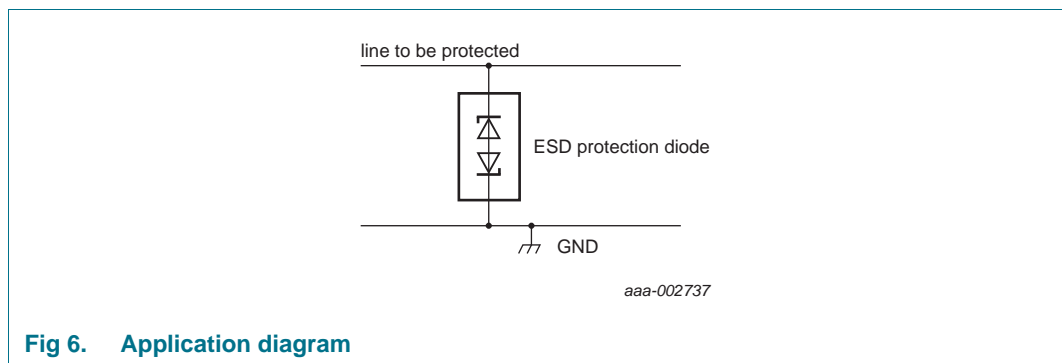 line to be protected
ESD protection diode
GND
aaa-002737
Fig 6. Application diagram